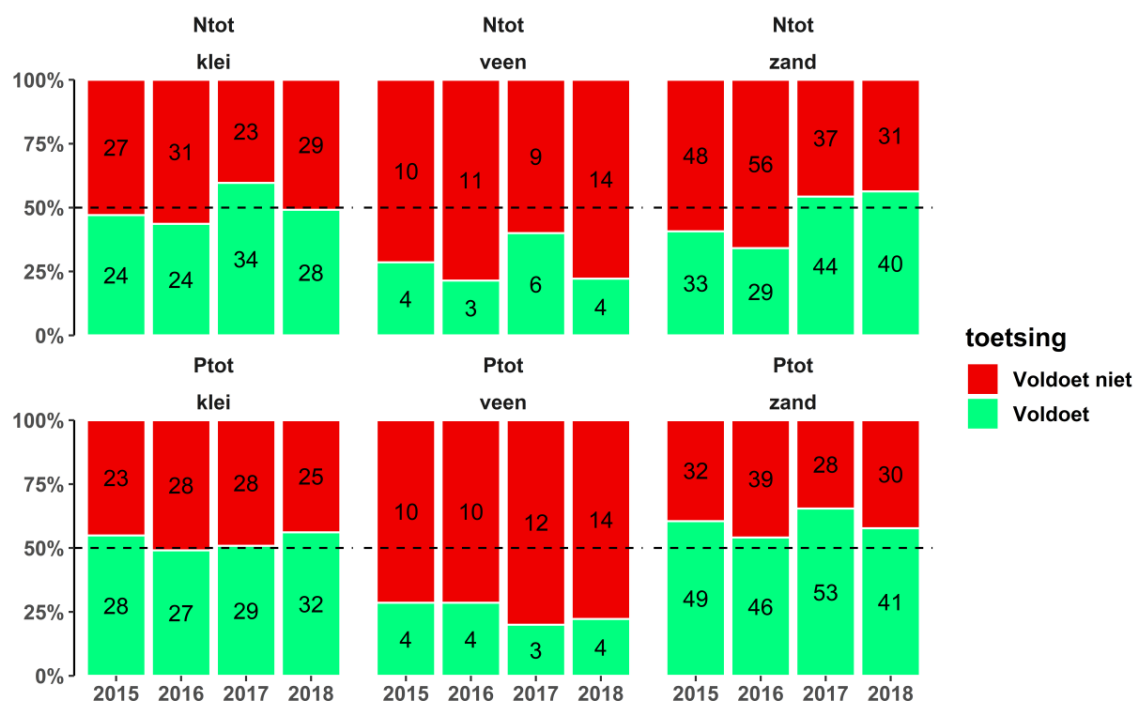 Ntot Ntot Ntot
klei veen zand
100%
75%
50%
25%
0%
27 31 23 29 10 11 9 14 48 56 37 31
24 24 34 28 4 3 6 4 33 29 44 40
toetsing
Voldoet niet
Voldoet
Ptot Ptot Ptot
klei veen zand
100%
75%
50%
25%
0%
23 28 28 25 10 10 12 14 32 39 28 30
28 27 29 32 4 4 3 4 49 46 53 41
2015 2016 2017 2018 2015 2016 2017 2018 2015 2016 2017 2018